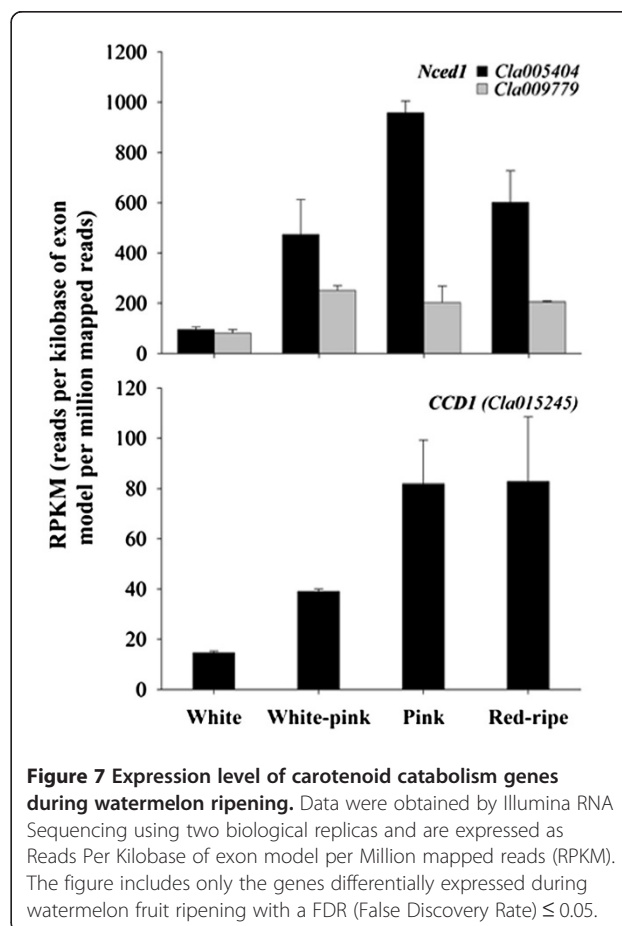 1200
Nced1 ■ Cla005404
Cla009779
1000
800
600
400
200
0
120
CCD1 (Cla015245)
100
80
60
40
20
0
RPKM (reads per kilobase of exon
model per million mapped reads)
White White-pink Pink Red-ripe
Figure 7 Expression level of carotenoid catabolism genes
during watermelon ripening. Data were obtained by Illumina RNA
Sequencing using two biological replicas and are expressed as
Reads Per Kilobase of exon model per Million mapped reads (RPKM).
The figure includes only the genes differentially expressed during
watermelon fruit ripening with a FDR (False Discovery Rate) ≤ 0.05.